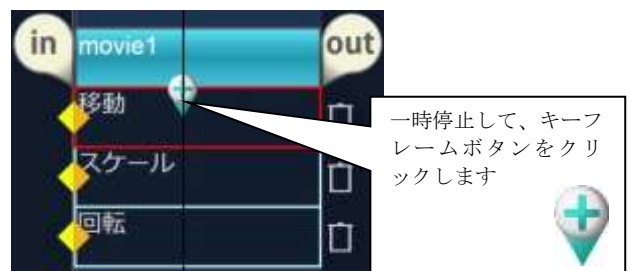 in
movie1
out
移動
スケール
回転
一時停止して、キーフ
レームボタンをクリ
ックします